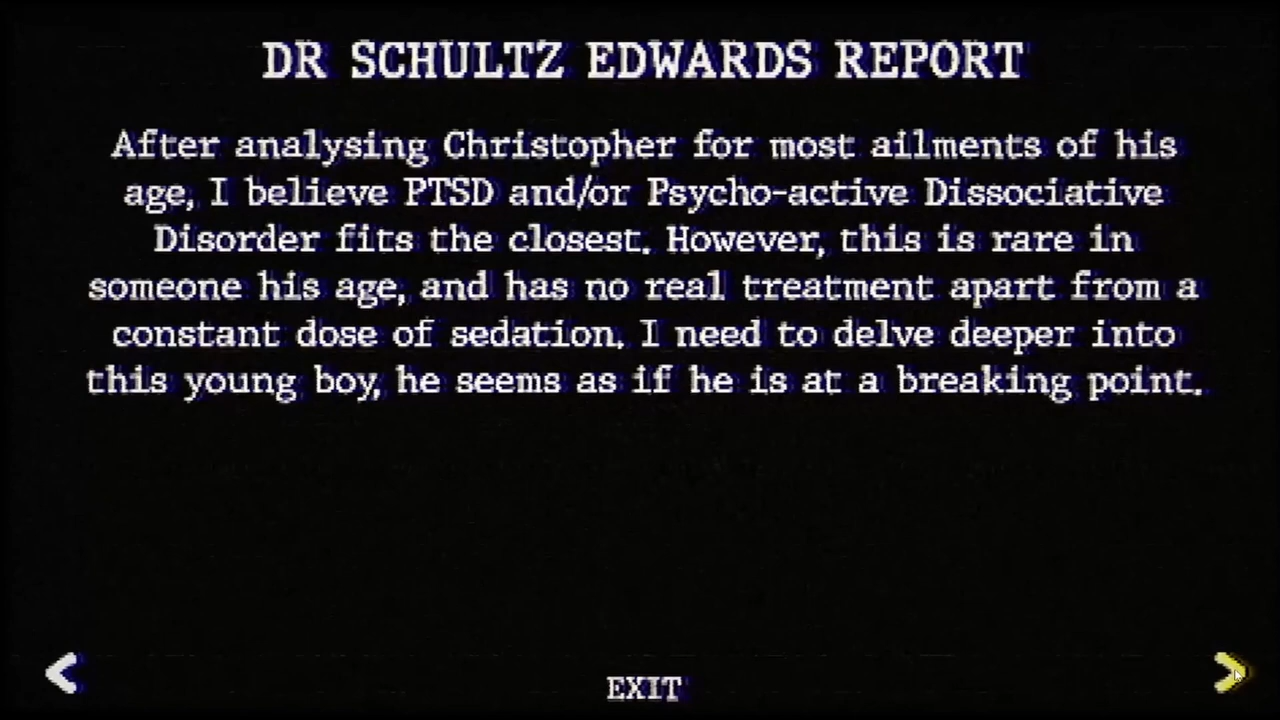 DR SCHULTZ EDWARDS REPORT
After analysing Christopher for most ailments of his
age, I believe PTSD and/or Psycho-active Dissociative
Disorder fits the closest. However, this is rare in
someone his age, and has no real treatment apart from a
constant dose of sedation. I need to delve deeper into
this young boy, he seems as if he is at a breaking point.
< EXIT >